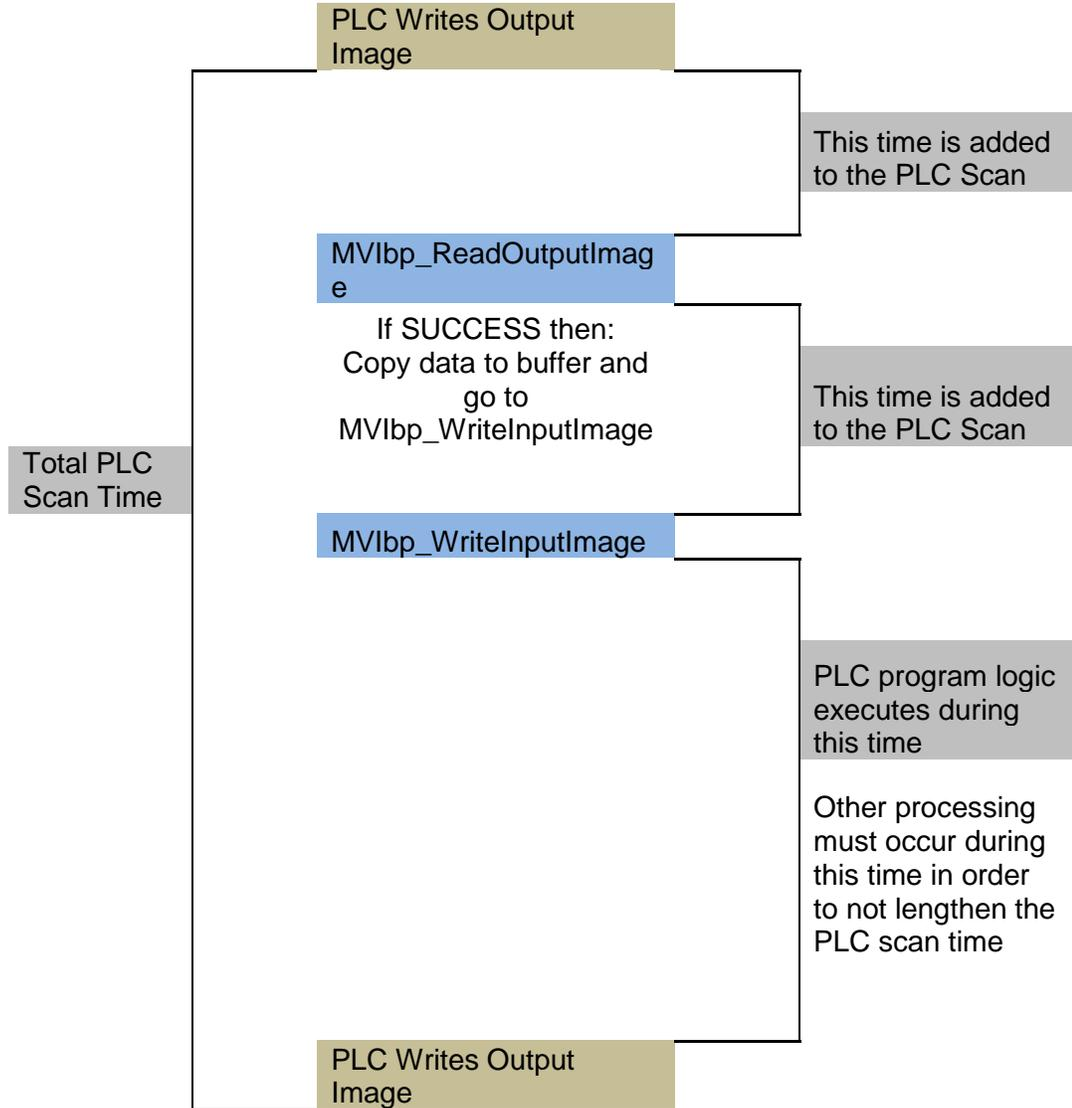 PLC Writes Output
Image
This time is added
to the PLC Scan
MVIbp_ReadOutputImag
e
If SUCCESS then:
Copy data to buffer and
go to
MVIbp_WriteInputImage
This time is added
to the PLC Scan
Total PLC
Scan Time
MVIbp_WriteInputImage
PLC program logic
executes during
this time
Other processing
must occur during
this time in order
to not lengthen the
PLC scan time
PLC Writes Output
Image